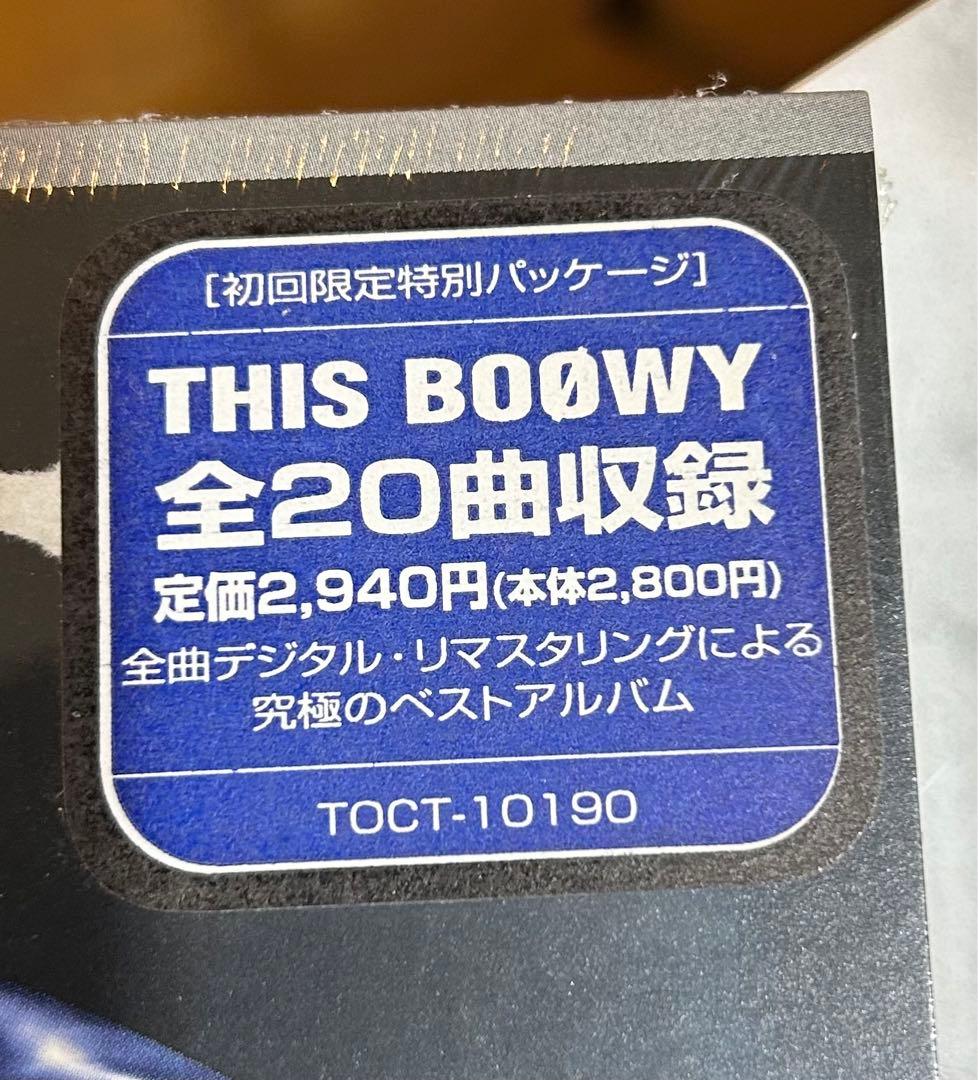 [初回限定特別パッケージ]
THIS BOØWY
全20曲収録
定価2,940円(本体2,800円)
全曲デジタル・リマスタリングによる
究極のベストアルバム
TOCT-10190